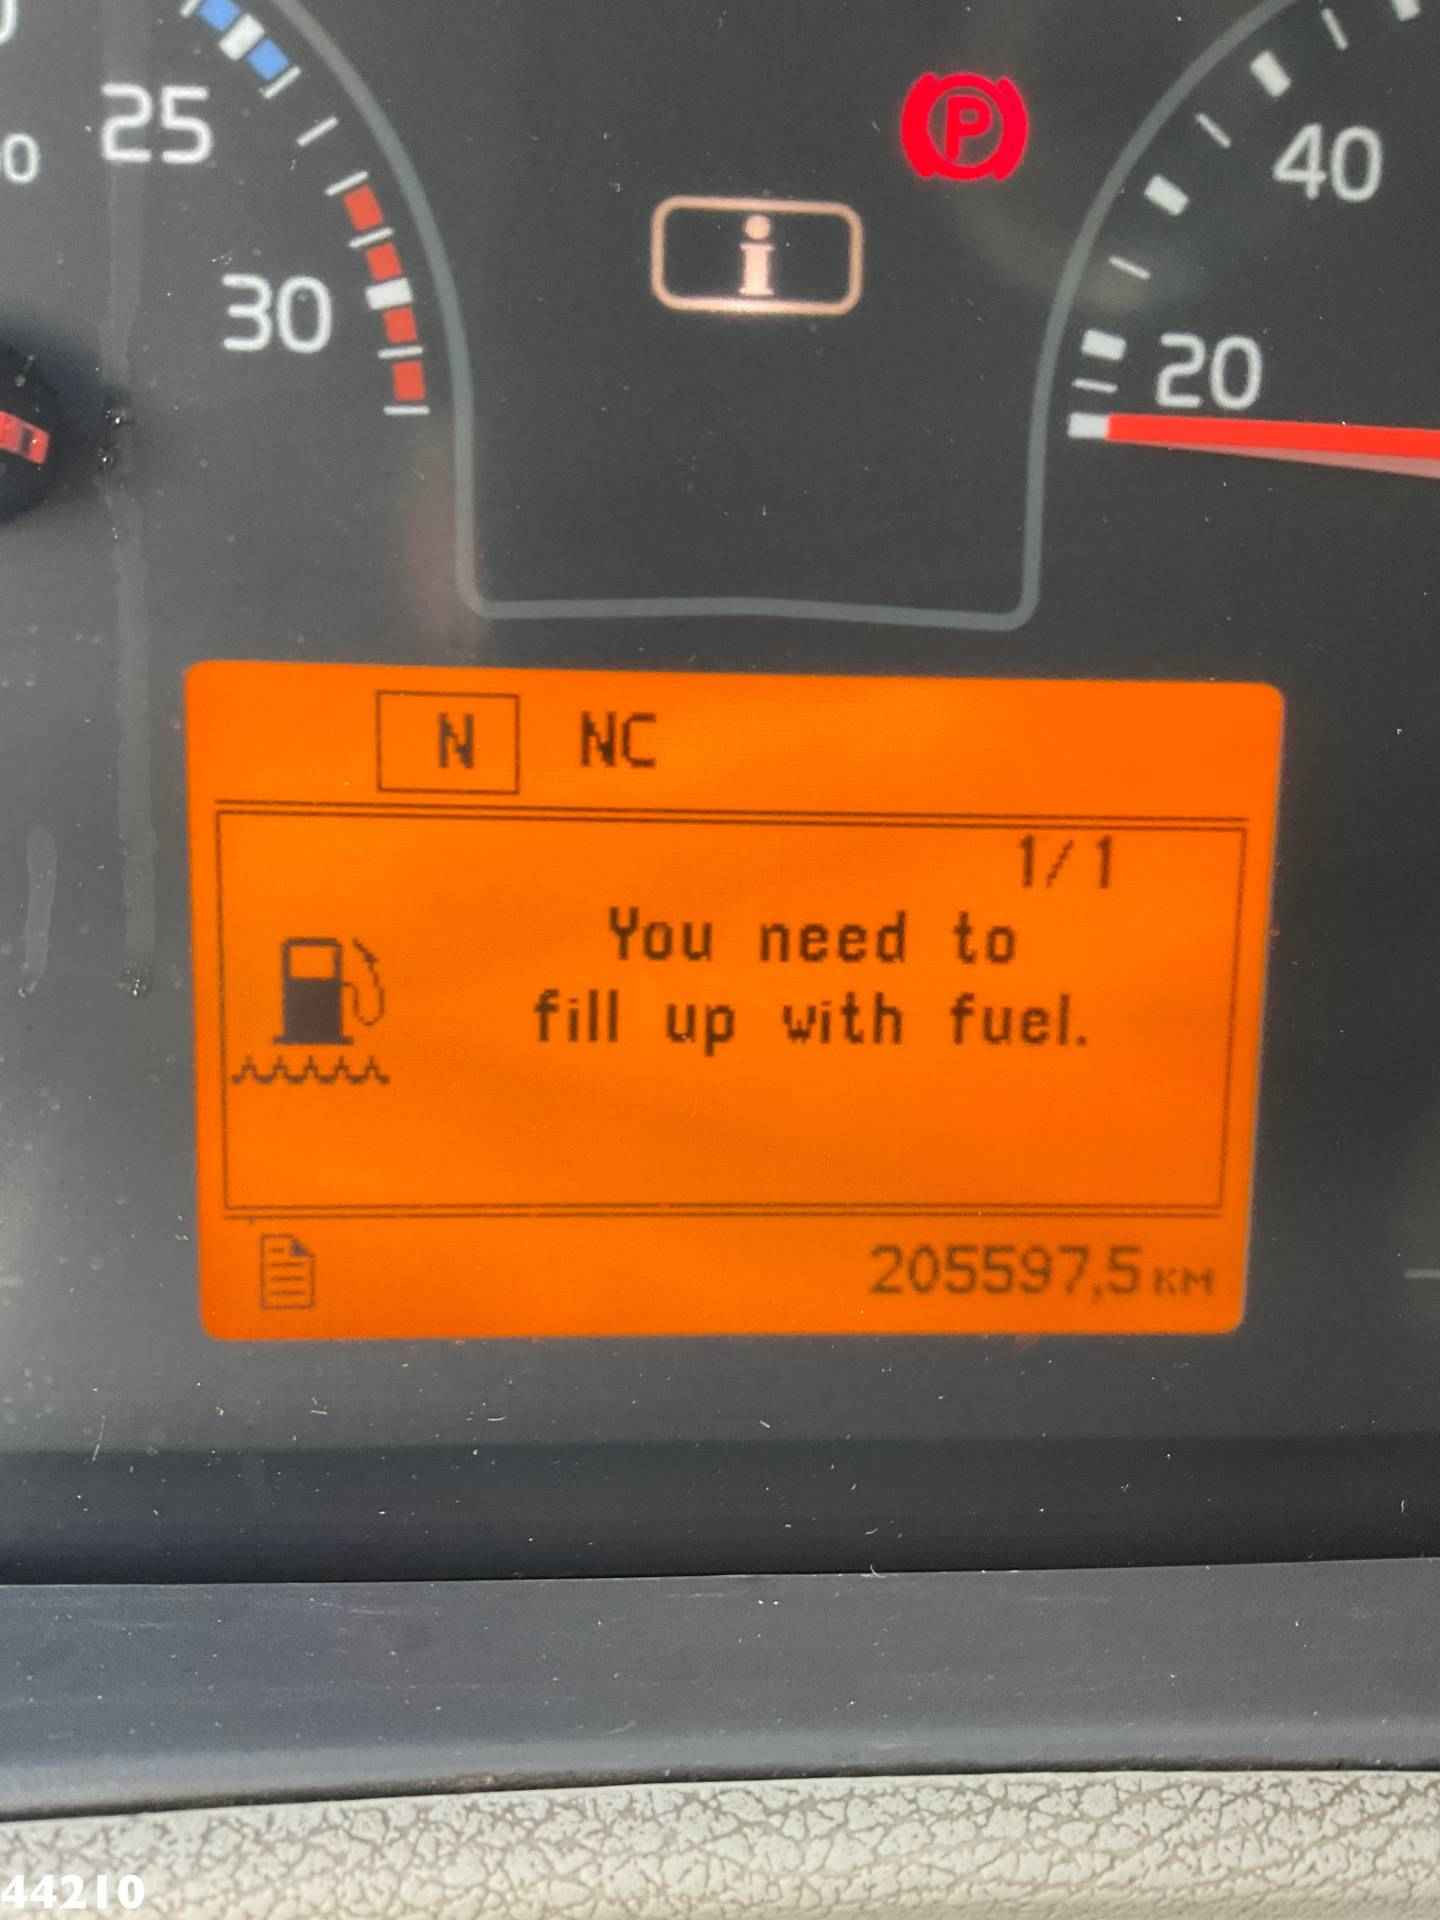 25
30
P
i
40
20
N NC
1/1
You need to
fill up with fuel.
205597,5 KM
44210